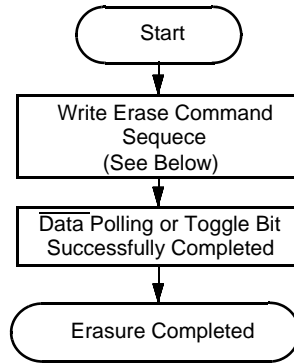 Start
Write Erase Command
Sequece
(See Below)
Data Polling or Toggle Bit
Successfully Completed
Erasure Completed